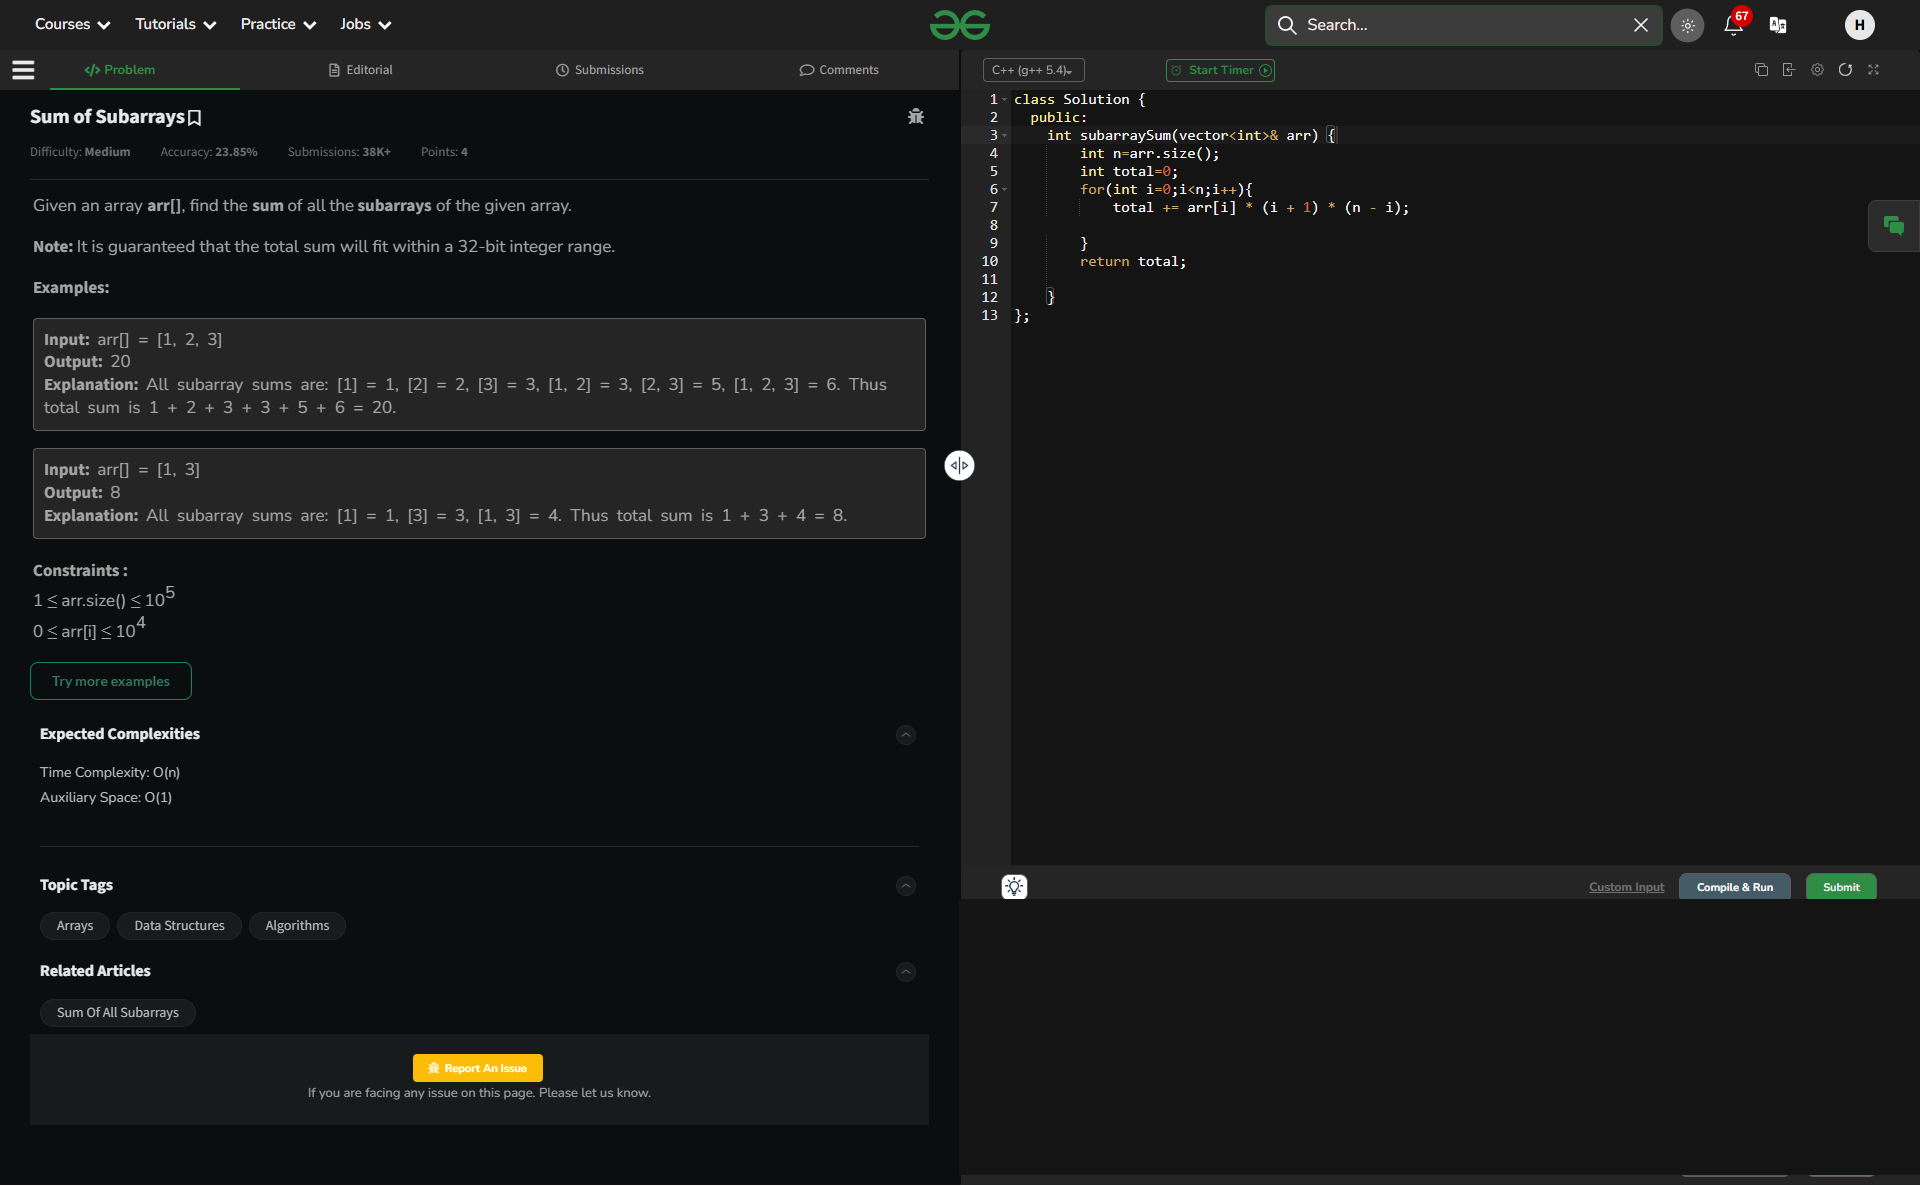 Courses Tutorials Practice Jobs
Search...
67
H
Problem Editorial Submissions Comments
C++ (g++ 5.4)
Start Timer
Sum of Subarrays
Difficulty: Medium Accuracy: 23.85% Submissions: 38K+ Points: 4
Given an array arr[], find the sum of all the subarrays of the given array.
Note: It is guaranteed that the total sum will fit within a 32-bit integer range.
Examples:
Input: arr[] = [1, 2, 3]
Output: 20
Explanation: All subarray sums are: [1] = 1, [2] = 2, [3] = 3, [1, 2] = 3, [2, 3] = 5, [1, 2, 3] = 6. Thus
total sum is 1 + 2 + 3 + 3 + 5 + 6 = 20.
Input: arr[] = [1, 3]
Output: 8
Explanation: All subarray sums are: [1] = 1, [3] = 3, [1, 3] = 4. Thus total sum is 1 + 3 + 4 = 8.
Constraints :
1 ≤ arr.size() ≤ 10^5
0 ≤ arr[i] ≤ 10^4
Try more examples
Expected Complexities
Time Complexity: O(n)
Auxiliary Space: O(1)
Topic Tags
Arrays Data Structures Algorithms
Related Articles
Sum Of All Subarrays
Report An Issue
If you are facing any issue on this page. Please let us know.
1 class Solution {
2 public:
3 int subarraySum(vector<int>& arr) {
4 int n=arr.size();
5 int total=0;
6 for(int i=0;i<n;i++){
7 total += arr[i] * (i + 1) * (n - i);
8
9 }
10 return total;
11
12 }
13 };
Custom Input Compile & Run Submit